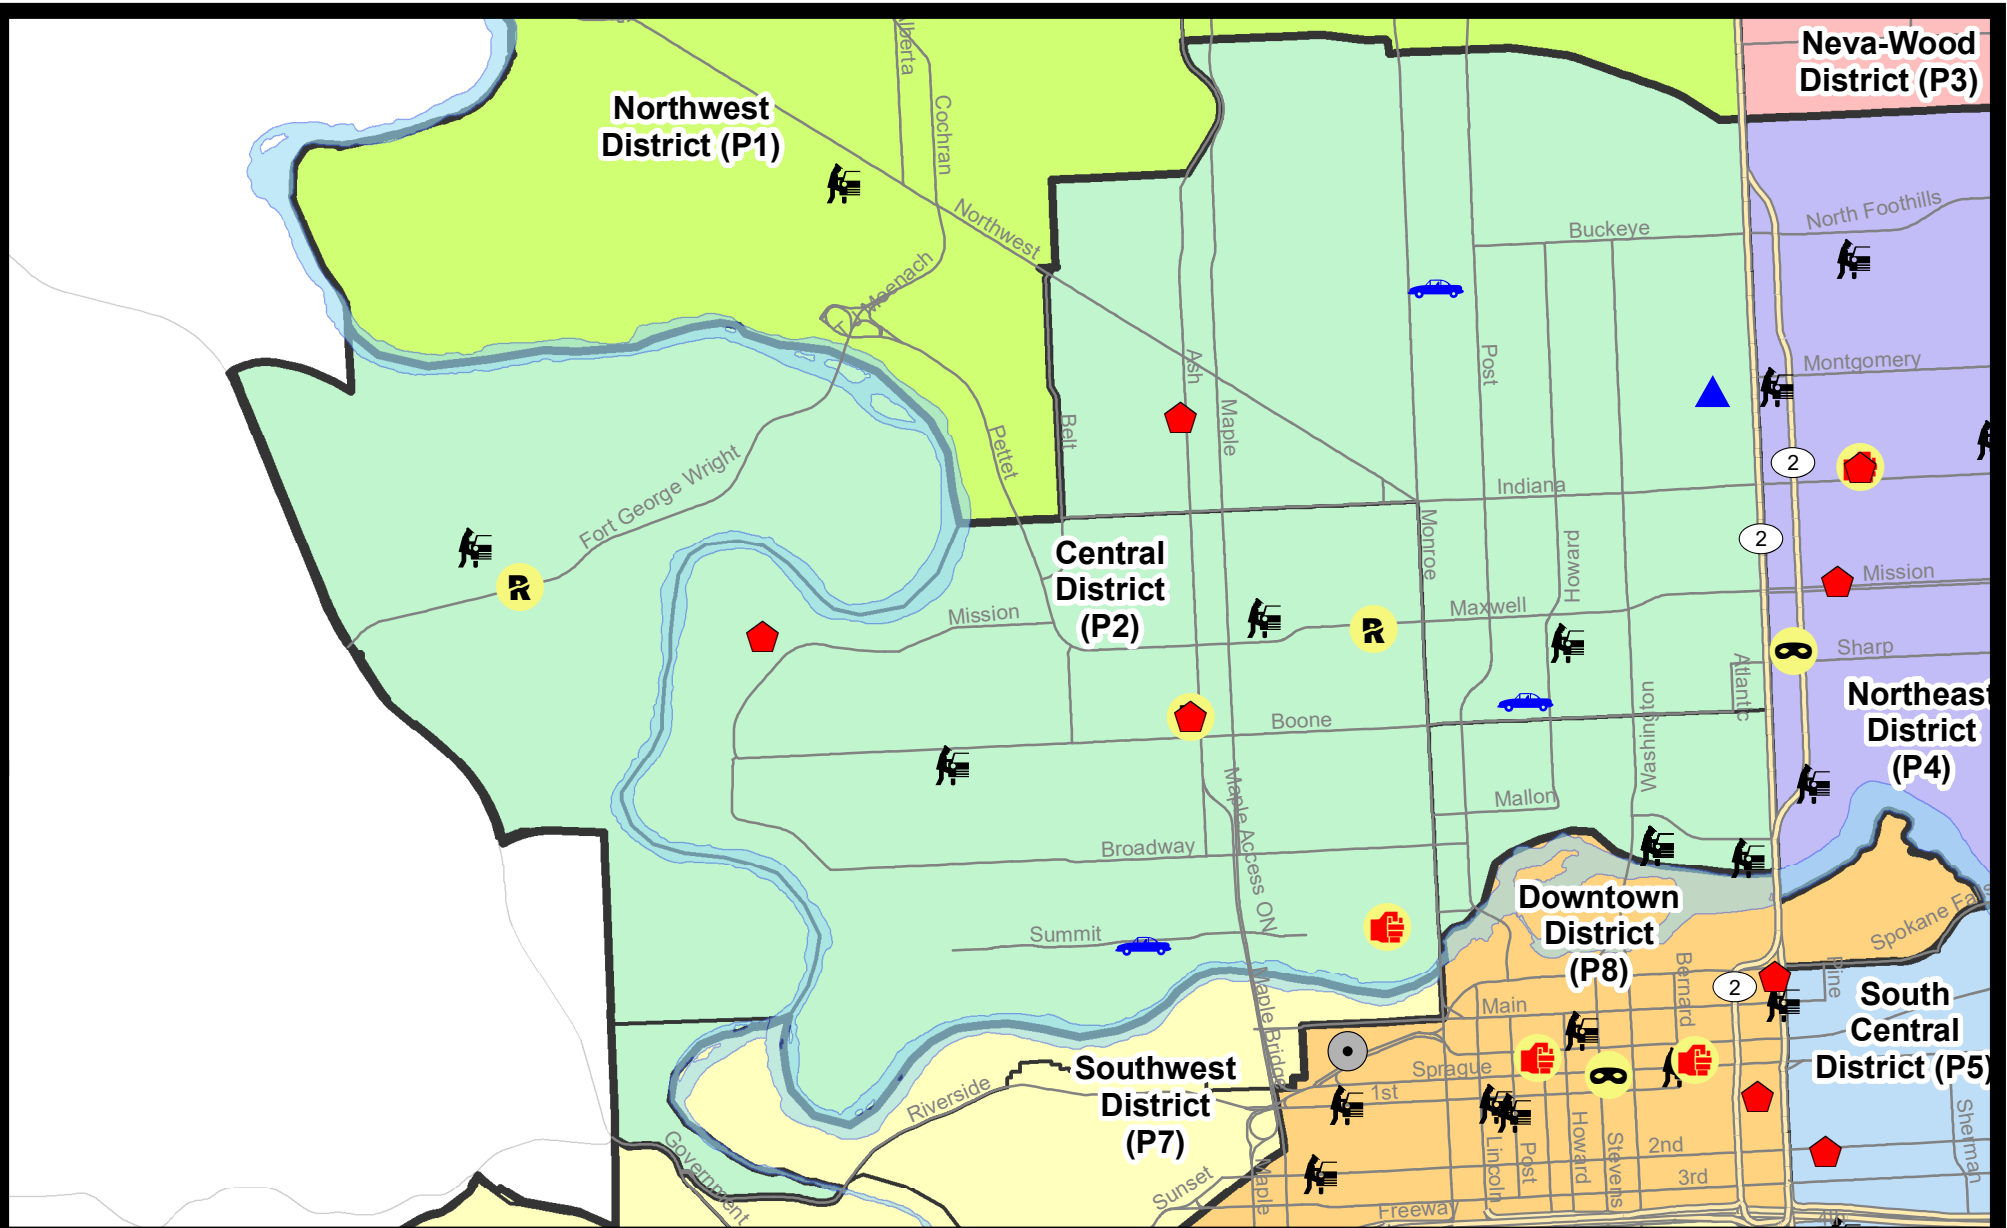 Neva-Wood
District (P3)
Northwest
District (P1)
Cochran
Northwest
North Foothills
Buckeye
Meenach
Post
Ash
Montgomery
Maple
Belt
Pettet
2
Fort George Wright
Indiana
Monroe
Howard
2
Central
District
(P2)
Mission
Mission
Maxwell
R
R
Sharp
Atlantic
Northeast
District
(P4)
Washington
Boone
Mallon
Maple Access ON
Broadway
Downtown
District
(P8)
Summit
Bernard
Pine
2
Main
Maple Bridge
South
Central
District (P5)
Southwest
District
(P7)
Sprague
Riverside
1st
Howard
Stevens
Lincoln
Post
2nd
3rd
Sherman
Government
Sunset
Maple
Freeway